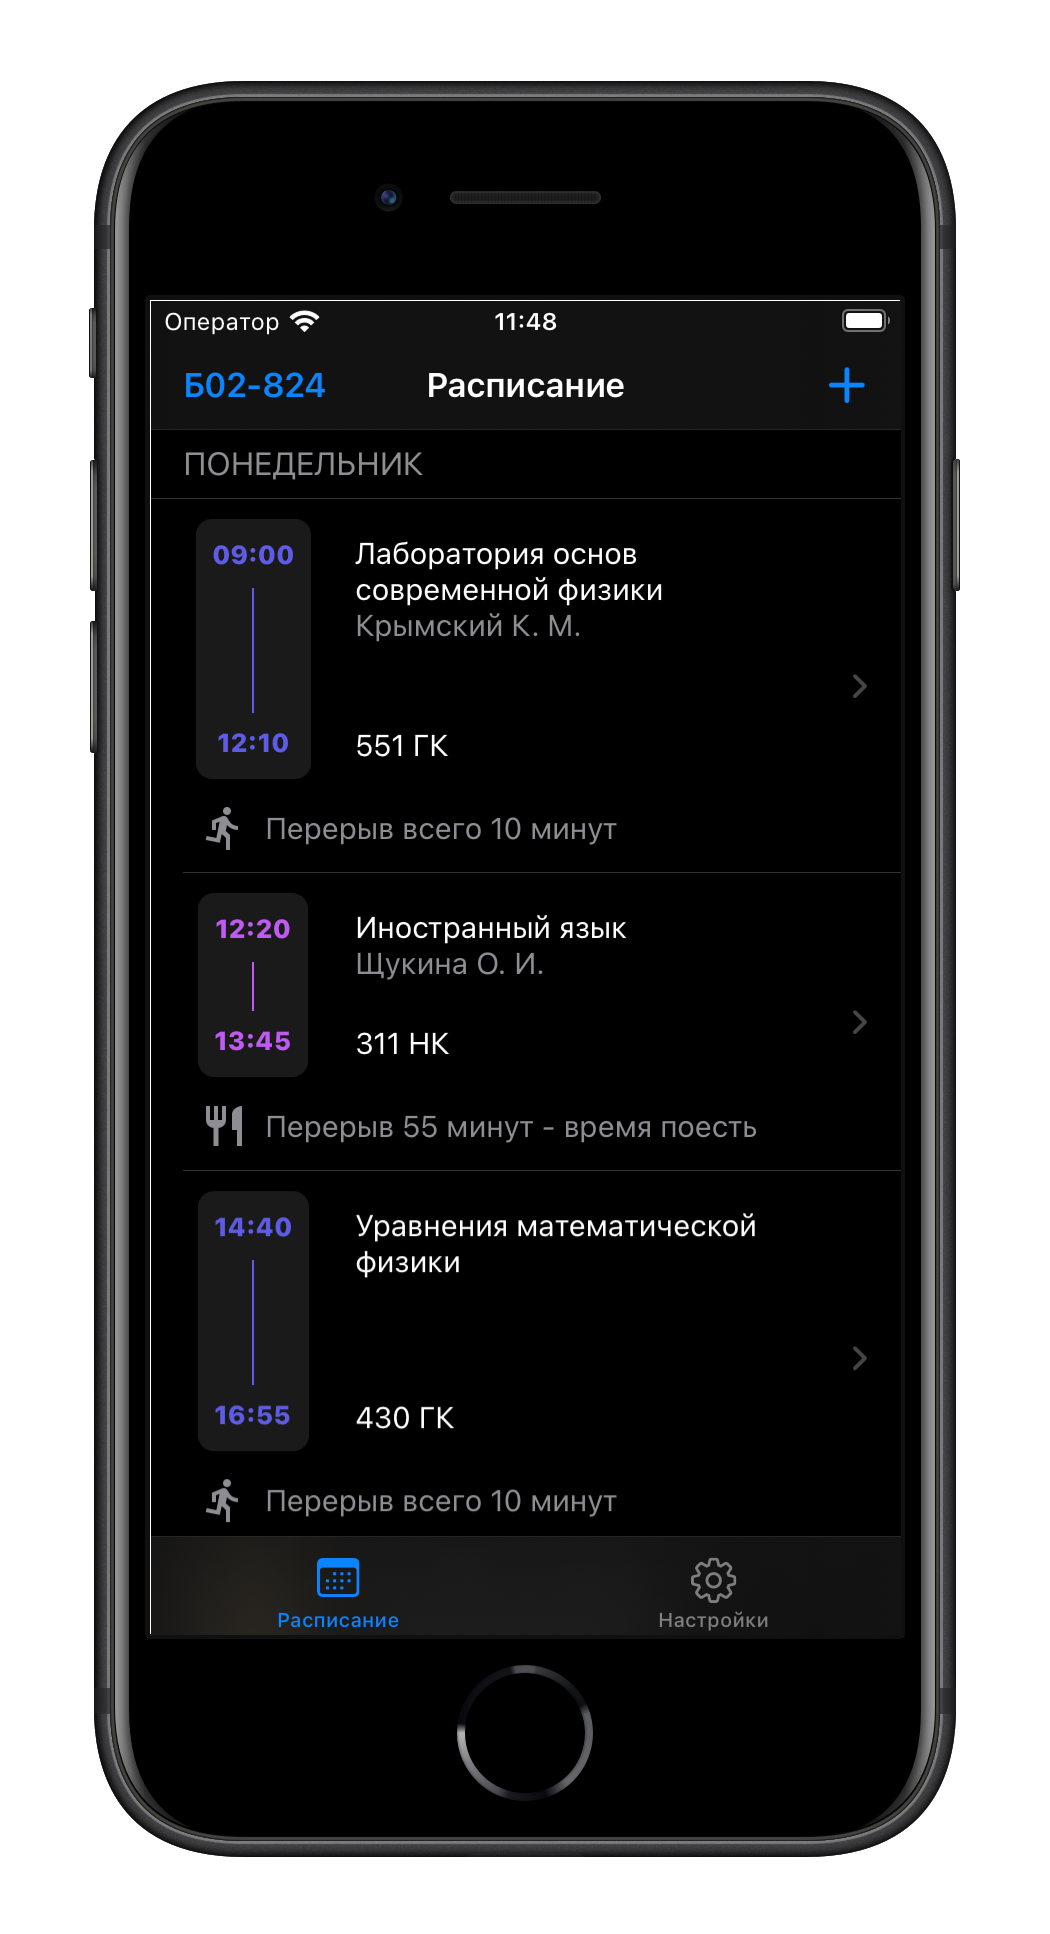 Оператор 11:48
Б02-824 Расписание
ПОНЕДЕЛЬНИК
09:00
Лаборатория основ
современной физики
Крымский К. М.
12:10
551 ГК
Перерыв всего 10 минут
12:20
Иностранный язык
Щукина О. И.
13:45
311 НК
Перерыв 55 минут - время поесть
14:40
Уравнения математической
физики
16:55
430 ГК
Перерыв всего 10 минут
Расписание Настройки